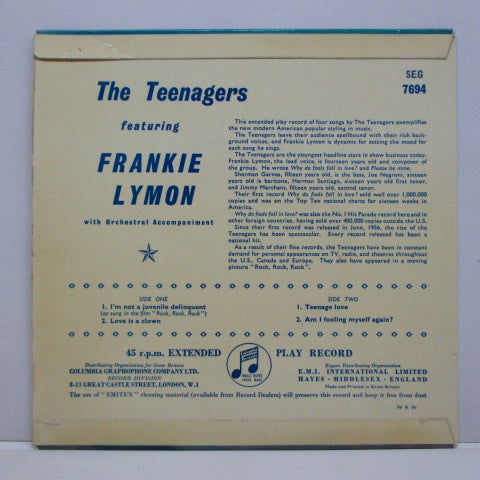 SEG
7694
The Teenagers
featuring
FRANKIE
LYMON
with Orchestral Accompaniment
This extended play record of four songs by The Teenagers exemplifies
the new modern American popular styling in music.
The Teenagers leave their audience spellbound with their rich back-
ground voices, and Frankie Lymon is dynamic for setting the mood for
each song he sings.
The Teenagers are the youngest headline stars in show business today.
Frankie Lymon, the lead voice, is fourteen years old and composer of
the group. He wrote Why do fools fall in love? and Please be mine.
Sherman Garnes, fifteen years old, is the bass, Joe Negroni, sixteen
years old is baritone, Herman Santiago, sixteen years old first tenor,
and Jimmy Merchant, fifteen years old, second tenor.
Their first record Why do fools fall in love? sold well over 1,000,000
copies and was on the Top Ten national charts for sixteen weeks in
America.
Why do fools fall in love? was also the No. 1 His Parade record here and in
other foreign countries, having sold over 400,000 copies outside the U.S.
Since their first record was released in June, 1956, the rise of the
Teenagers has been spectacular. Every record released has been a
national hit.
As a result of their fine records, the Teenagers have been in constant
demand for personal appearances on TV, radio, and theatres throughout
the U.S., Canada and Europe. They also have appeared in a moving
picture "Rock, Rock, Rock".
SIDE ONE
1. I'm not a juvenile delinquent
(as sung in the film "Rock, Rock, Rock")
2. Love is a clown
SIDE TWO
1. Teenage love
2. Am I fooling myself again?
45 r.p.m. EXTENDED PLAY RECORD
Distributing Organisation for Great Britain
COLUMBIA GRAPHOPHONE COMPANY LTD.
RECORD DIVISION
8-11 GREAT CASTLE STREET, LONDON, W.1
MAGIC NOTES
TRADE MARK
Export Distributing Organisation
E.M.I. INTERNATIONAL LIMITED
HAYES · MIDDLESEX · ENGLAND
Made and Printed in Great Britain
The use of "EMITEX" cleaning material (available from Record Dealers) will preserve this record and keep it free from dust
W R W